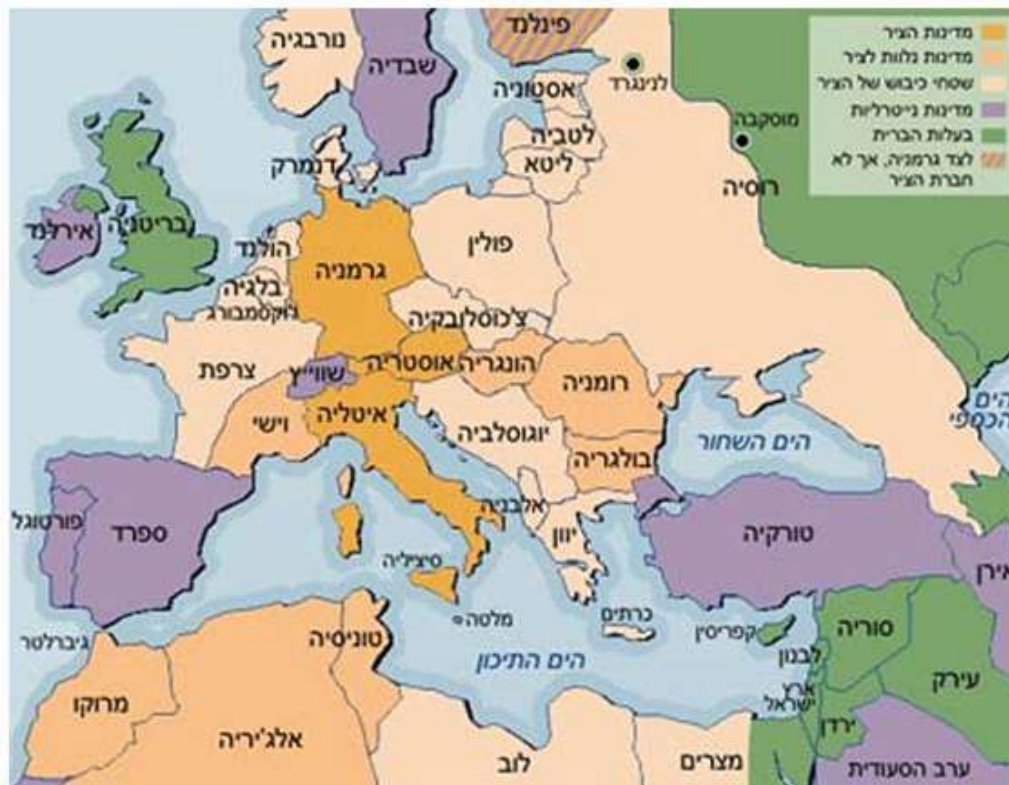 מדינות הציר
מדינות נלוות לציר
שטחי כיבוש של הציר
מדינות נייטרליות
בעלות הברית
לצד גרמניה, אך לא
חברת הציר
פינלנד
נורבגיה
שבדיה
לנינגרד
אסטוניה
מוסקבה
לטביה
ליטא
דנמרק
רוסיה
אירלנד
בריטניה
הולנד
פולין
גרמניה
בלגיה
לוקסמבורג
צ'כוסלובקיה
צרפת
שווייץ
אוסטריה
הונגריה
רומניה
וישי
איטליה
יוגוסלביה
הים השחור
הים
הכספי
בולגריה
אלבניה
פורטוגל
ספרד
יוון
טורקיה
אירן
סיציליה
מלטה
כרתים
קפריסין
סוריה
לבנון
גיברלטר
טוניסיה
הים התיכון
ארץ
ישראל
עירק
ירדן
מרוקו
אלג'יריה
לוב
מצרים
ערב הסעודית